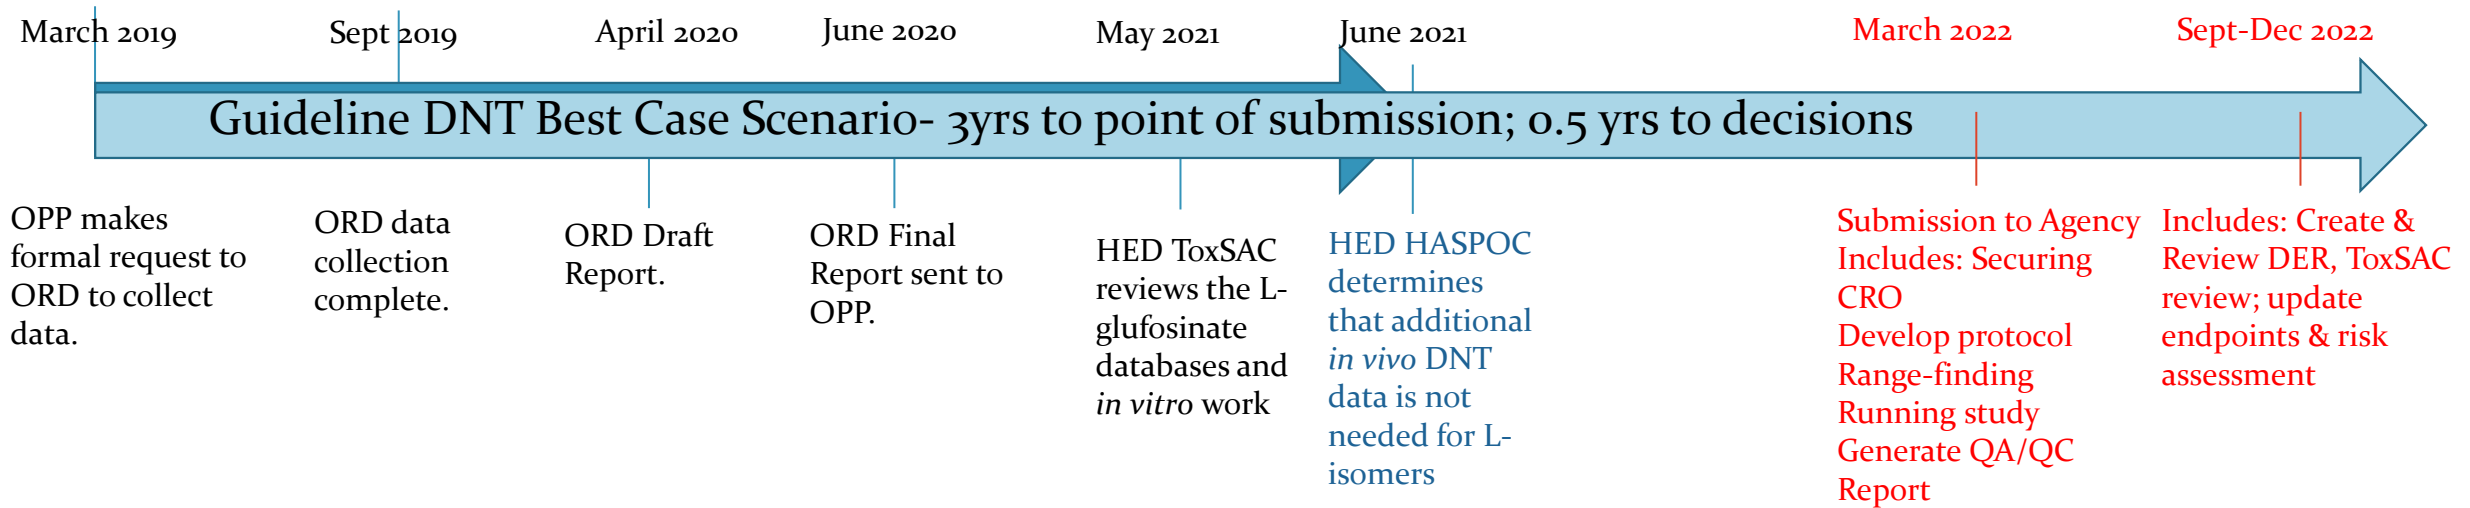 March 2019
Sept 2019
April 2020
June 2020
May 2021
June 2021
March 2022
Sept-Dec 2022
Guideline DNT Best Case Scenario- 3yrs to point of submission; 0.5 yrs to decisions
OPP makes
formal request to
ORD to collect
data.
ORD data
collection
complete.
ORD Draft
Report.
ORD Final
Report sent to
OPP.
HED ToxSAC
reviews the L-
glufosinate
databases and
in vitro work
HED HASPOC
determines
that additional
in vivo DNT
data is not
needed for L-
isomers
Submission to Agency
Includes: Securing
CRO
Develop protocol
Range-finding
Running study
Generate QA/QC
Report
Includes: Create &
Review DER, ToxSAC
review; update
endpoints & risk
assessment